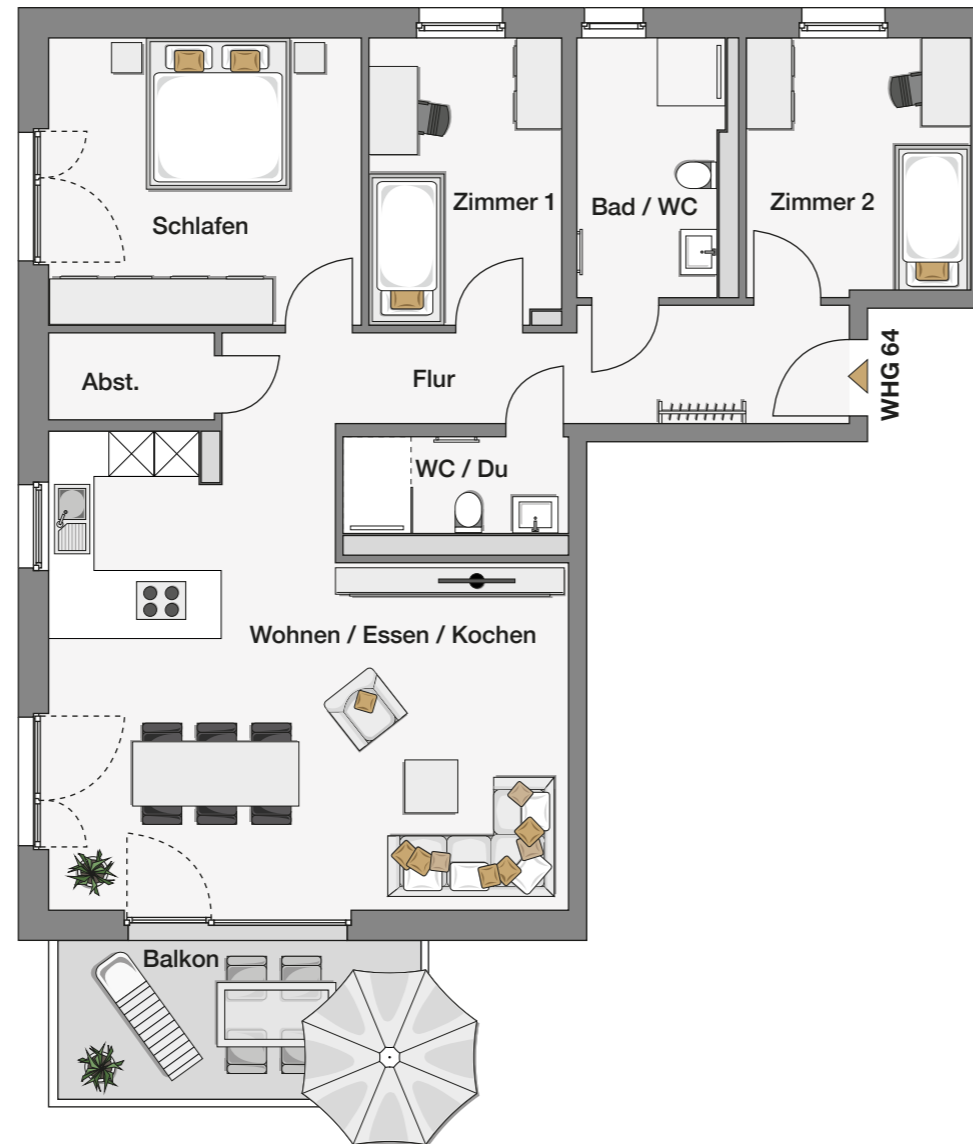 Schlafen
Zimmer 1
Bad / WC
Zimmer 2
Abst.
Flur
WHG 64
WC / Du
Wohnen / Essen / Kochen
Balkon